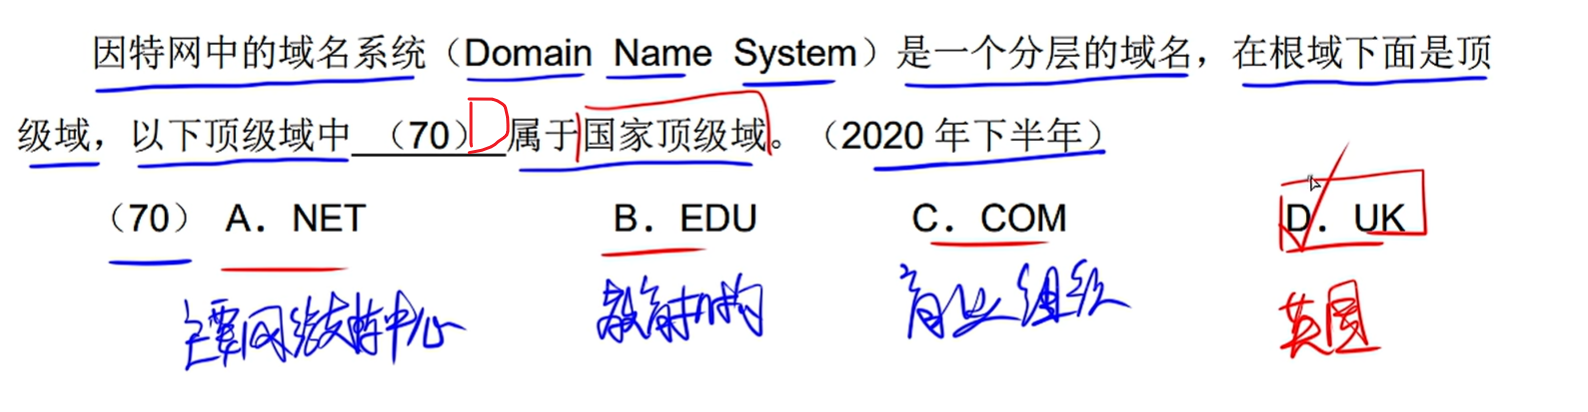 因特网中的域名系统（Domain Name System）是一个分层的域名，在根域下面是顶
级域，以下顶级域中 （70）D 属于国家顶级域。（2020 年下半年）
（70） A．NET B．EDU C．COM D．UK
主要网络支持中心 教育机构 商业组织 英国